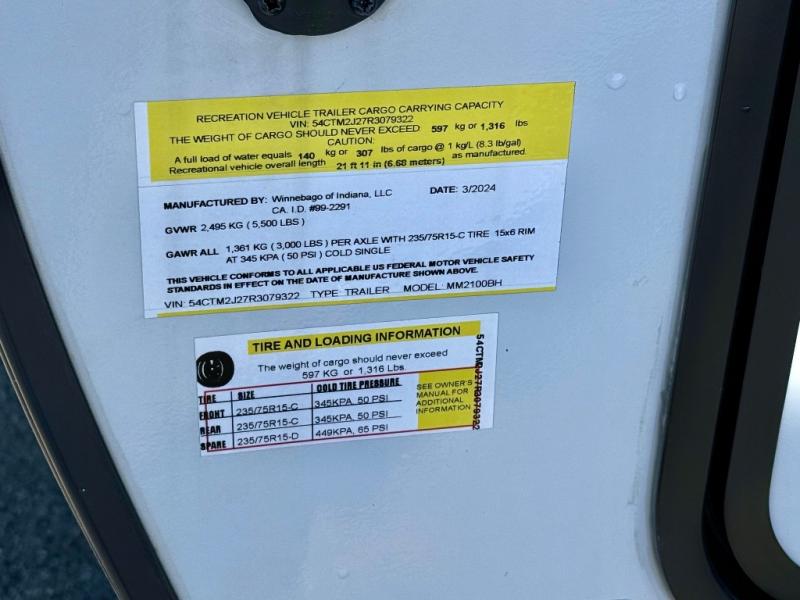 RECREATION VEHICLE TRAILER CARGO CARRYING CAPACITY
VIN: 54CTM2J27R3079322
THE WEIGHT OF CARGO SHOULD NEVER EXCEED 597 kg or 1,316 lbs
CAUTION:
A full load of water equals 140 kg or 307 lbs of cargo @ 1 kg/L (8.3 lb/gal)
Recreational vehicle overall length 21 ft 11 in (6.68 meters) as manufactured.
MANUFACTURED BY: Winnebago of Indiana, LLC DATE: 3/2024
CA. I.D. #99-2291
GVWR 2,495 KG ( 5,500 LBS )
GAWR ALL 1,361 KG ( 3,000 LBS ) PER AXLE WITH 235/75R15-C TIRE 15x6 RIM
AT 345 KPA ( 50 PSI ) COLD SINGLE
THIS VEHICLE CONFORMS TO ALL APPLICABLE US FEDERAL MOTOR VEHICLE SAFETY
STANDARDS IN EFFECT ON THE DATE OF MANUFACTURE SHOWN ABOVE.
VIN: 54CTM2J27R3079322 TYPE: TRAILER MODEL: MM2100BH
TIRE AND LOADING INFORMATION
The weight of cargo should never exceed
597 KG or 1,316 Lbs.
TIRE SIZE COLD TIRE PRESSURE
FRONT 235/75R15-C 345KPA, 50 PSI
REAR 235/75R15-C 345KPA, 50 PSI
SPARE 235/75R15-D 449KPA, 65 PSI
SEE OWNER'S
MANUAL FOR
ADDITIONAL
INFORMATION
54CTM2J27R3079322